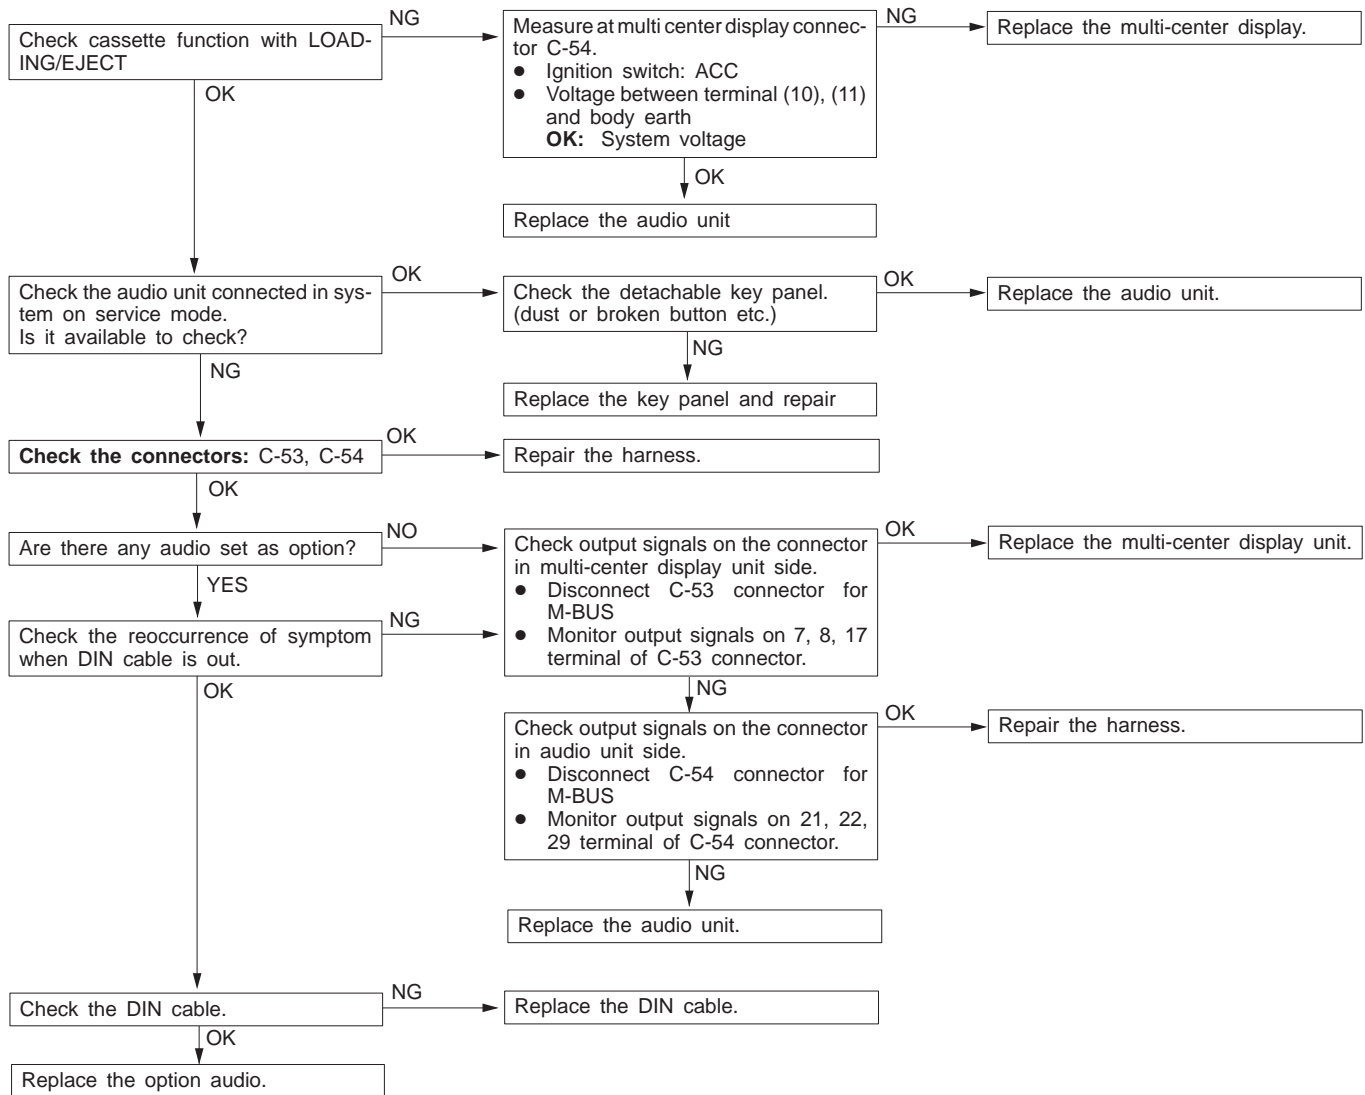 Check cassette function with LOAD-
ING/EJECT
NG
Measure at multi center display connec-
tor C-54.
● Ignition switch: ACC
● Voltage between terminal (10), (11)
and body earth
OK: System voltage
NG
Replace the multi-center display.
OK
OK
Replace the audio unit
Check the audio unit connected in sys-
tem on service mode.
Is it available to check?
OK
Check the detachable key panel.
(dust or broken button etc.)
OK
Replace the audio unit.
NG
NG
Replace the key panel and repair
Check the connectors: C-53, C-54
OK
Repair the harness.
OK
Are there any audio set as option?
NO
Check output signals on the connector
in multi-center display unit side.
● Disconnect C-53 connector for
M-BUS
● Monitor output signals on 7, 8, 17
terminal of C-53 connector.
OK
Replace the multi-center display unit.
YES
Check the reoccurrence of symptom
when DIN cable is out.
NG
OK
NG
Check output signals on the connector
in audio unit side.
● Disconnect C-54 connector for
M-BUS
● Monitor output signals on 21, 22,
29 terminal of C-54 connector.
OK
Repair the harness.
NG
Replace the audio unit.
Check the DIN cable.
NG
Replace the DIN cable.
OK
Replace the option audio.